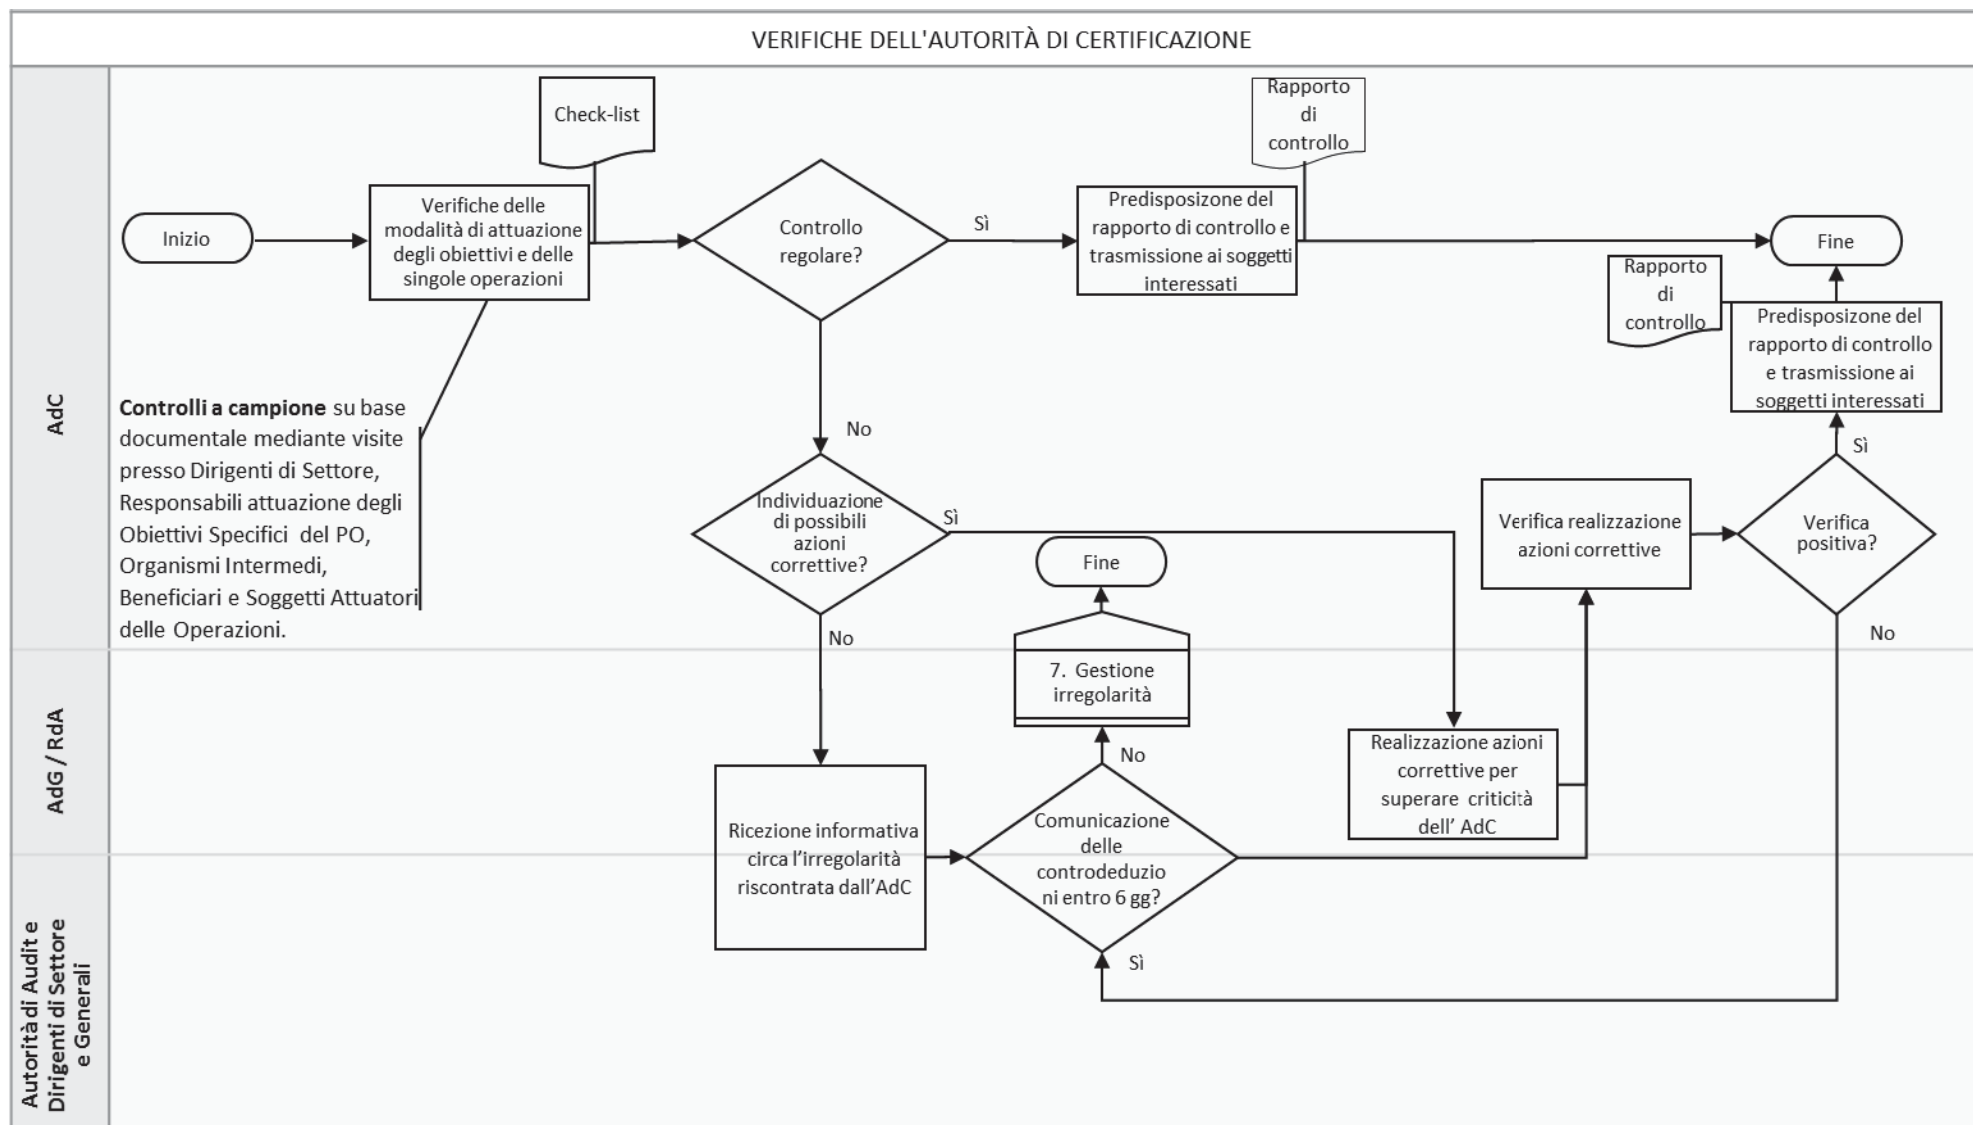 VERIFICHE DELL'AUTORITÀ DI CERTIFICAZIONE
AdC
Check-list
Rapporto
di
controllo
Inizio
Verifiche delle
modalità di attuazione
degli obiettivi e delle
singole operazioni
Controllo
regolare?
Sì
Predisposizone del
rapporto di controllo e
trasmissione ai soggetti
interessati
Fine
Rapporto
di
controllo
Predisposizone del
rapporto di controllo
e trasmissione ai
soggetti interessati
Controlli a campione su base
documentale mediante visite
presso Dirigenti di Settore,
Responsabili attuazione degli
Obiettivi Specifici del PO,
Organismi Intermedi,
Beneficiari e Soggetti Attuatori
delle Operazioni.
No
Sì
Individuazione
di possibili
azioni
correttive?
Sì
Fine
Verifica realizzazione
azioni correttive
Verifica
positiva?
No
No
AdG / RdA
7. Gestione
irregolarità
No
Realizzazione azioni
correttive per
superare criticità
dell' AdC
Ricezione informativa
circa l'irregolarità
riscontrata dall'AdC
Comunicazione
delle
controdeduzio
ni entro 6 gg?
Sì
Autorità di Audit e
Dirigenti di Settore
e Generali